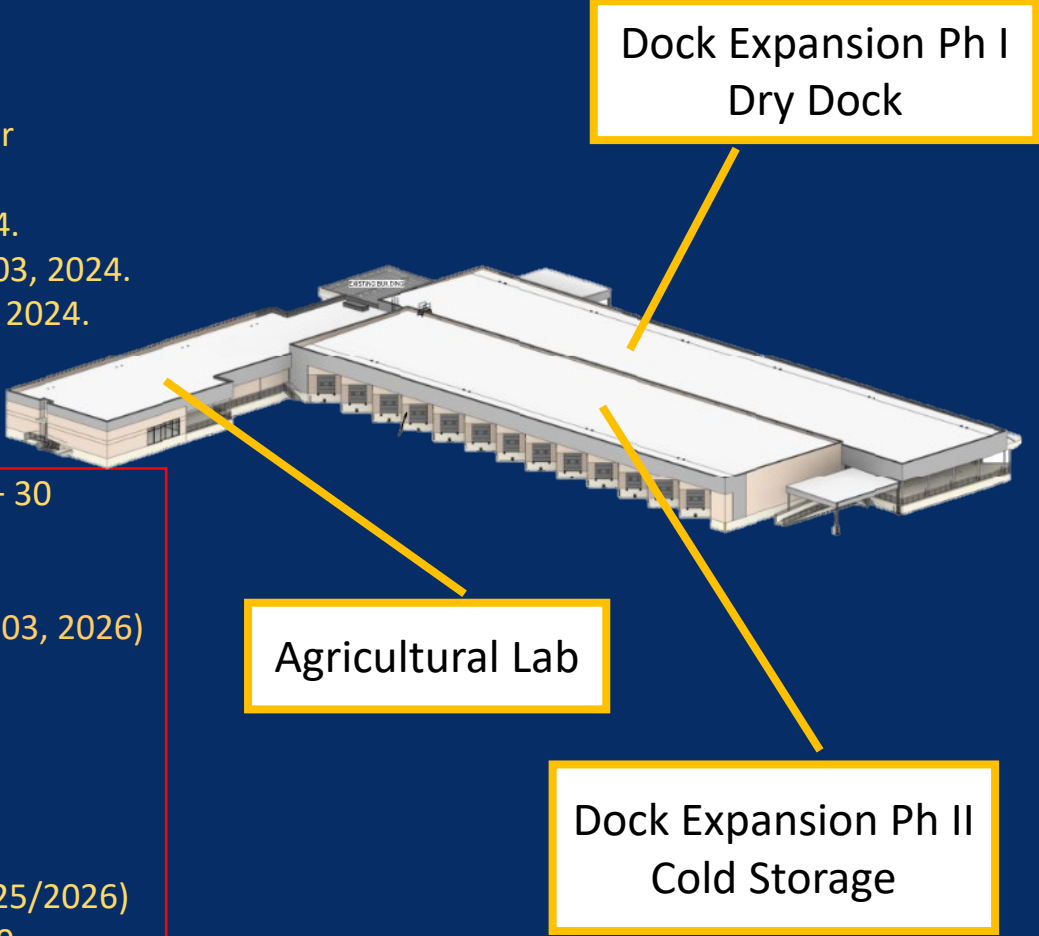 Dock Expansion Ph I
Dry Dock
r
4.
03, 2024.
2024.
EXISTING BUILDING
- 30
03, 2026)
Agricultural Lab
Dock Expansion Ph II
Cold Storage
25/2026)